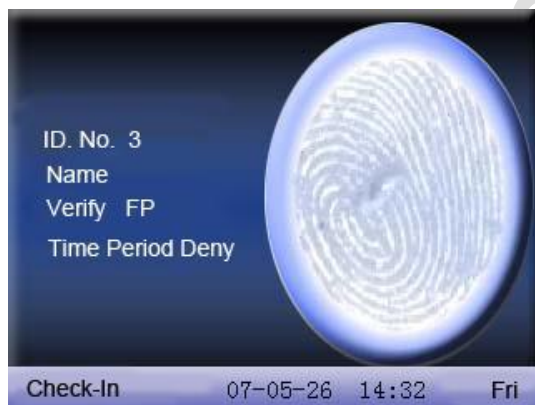 ID. No. 3
Name
Verify FP
Time Period Deny
Check-In 07-05-26 14:32 Fri